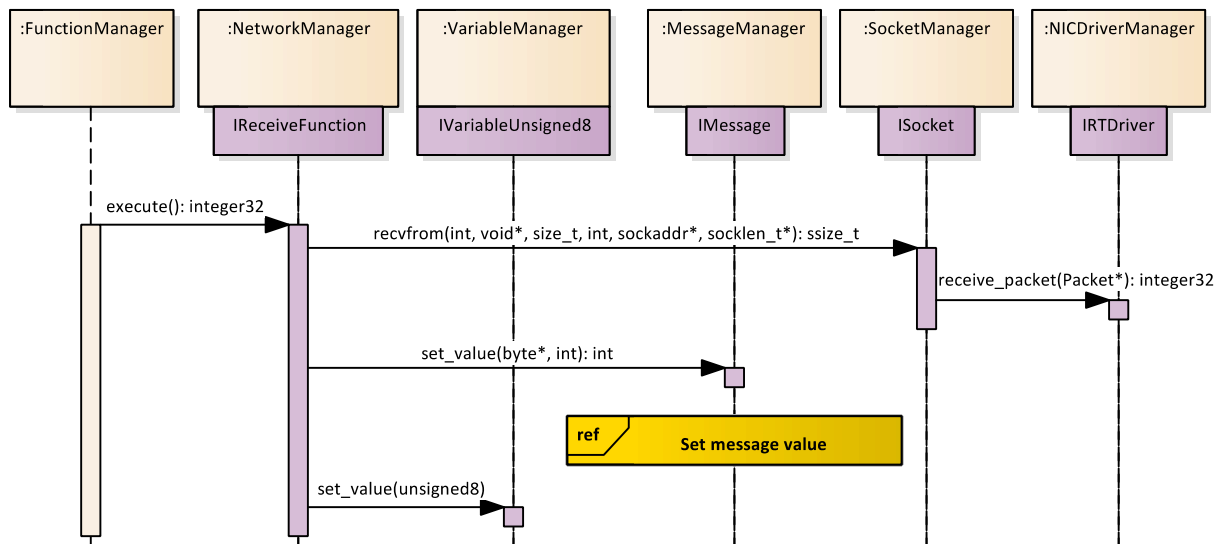 :FunctionManager
:NetworkManager
:VariableManager
:MessageManager
:SocketManager
:NICDriverManager
IReceiveFunction
IVariableUnsigned8
IMessage
ISocket
IRTDriver
execute(): integer32
recvfrom(int, void*, size_t, int, sockaddr*, socklen_t*): ssize_t
receive_packet(Packet*): integer32
set_value(byte*, int): int
ref
Set message value
set_value(unsigned8)